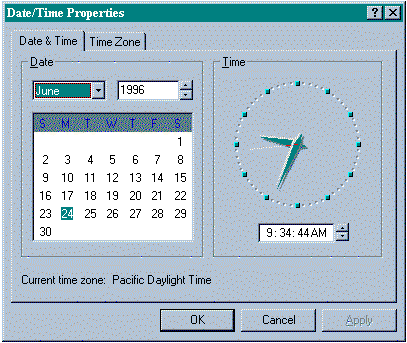 Date/Time Properties
Date & Time Time Zone
Date
June 1996
S M T W T F S
1
2 3 4 5 6 7 8
9 10 11 12 13 14 15
16 17 18 19 20 21 22
23 24 25 26 27 28 29
30
Time
9: 34: 44 AM
Current time zone: Pacific Daylight Time
OK Cancel Apply